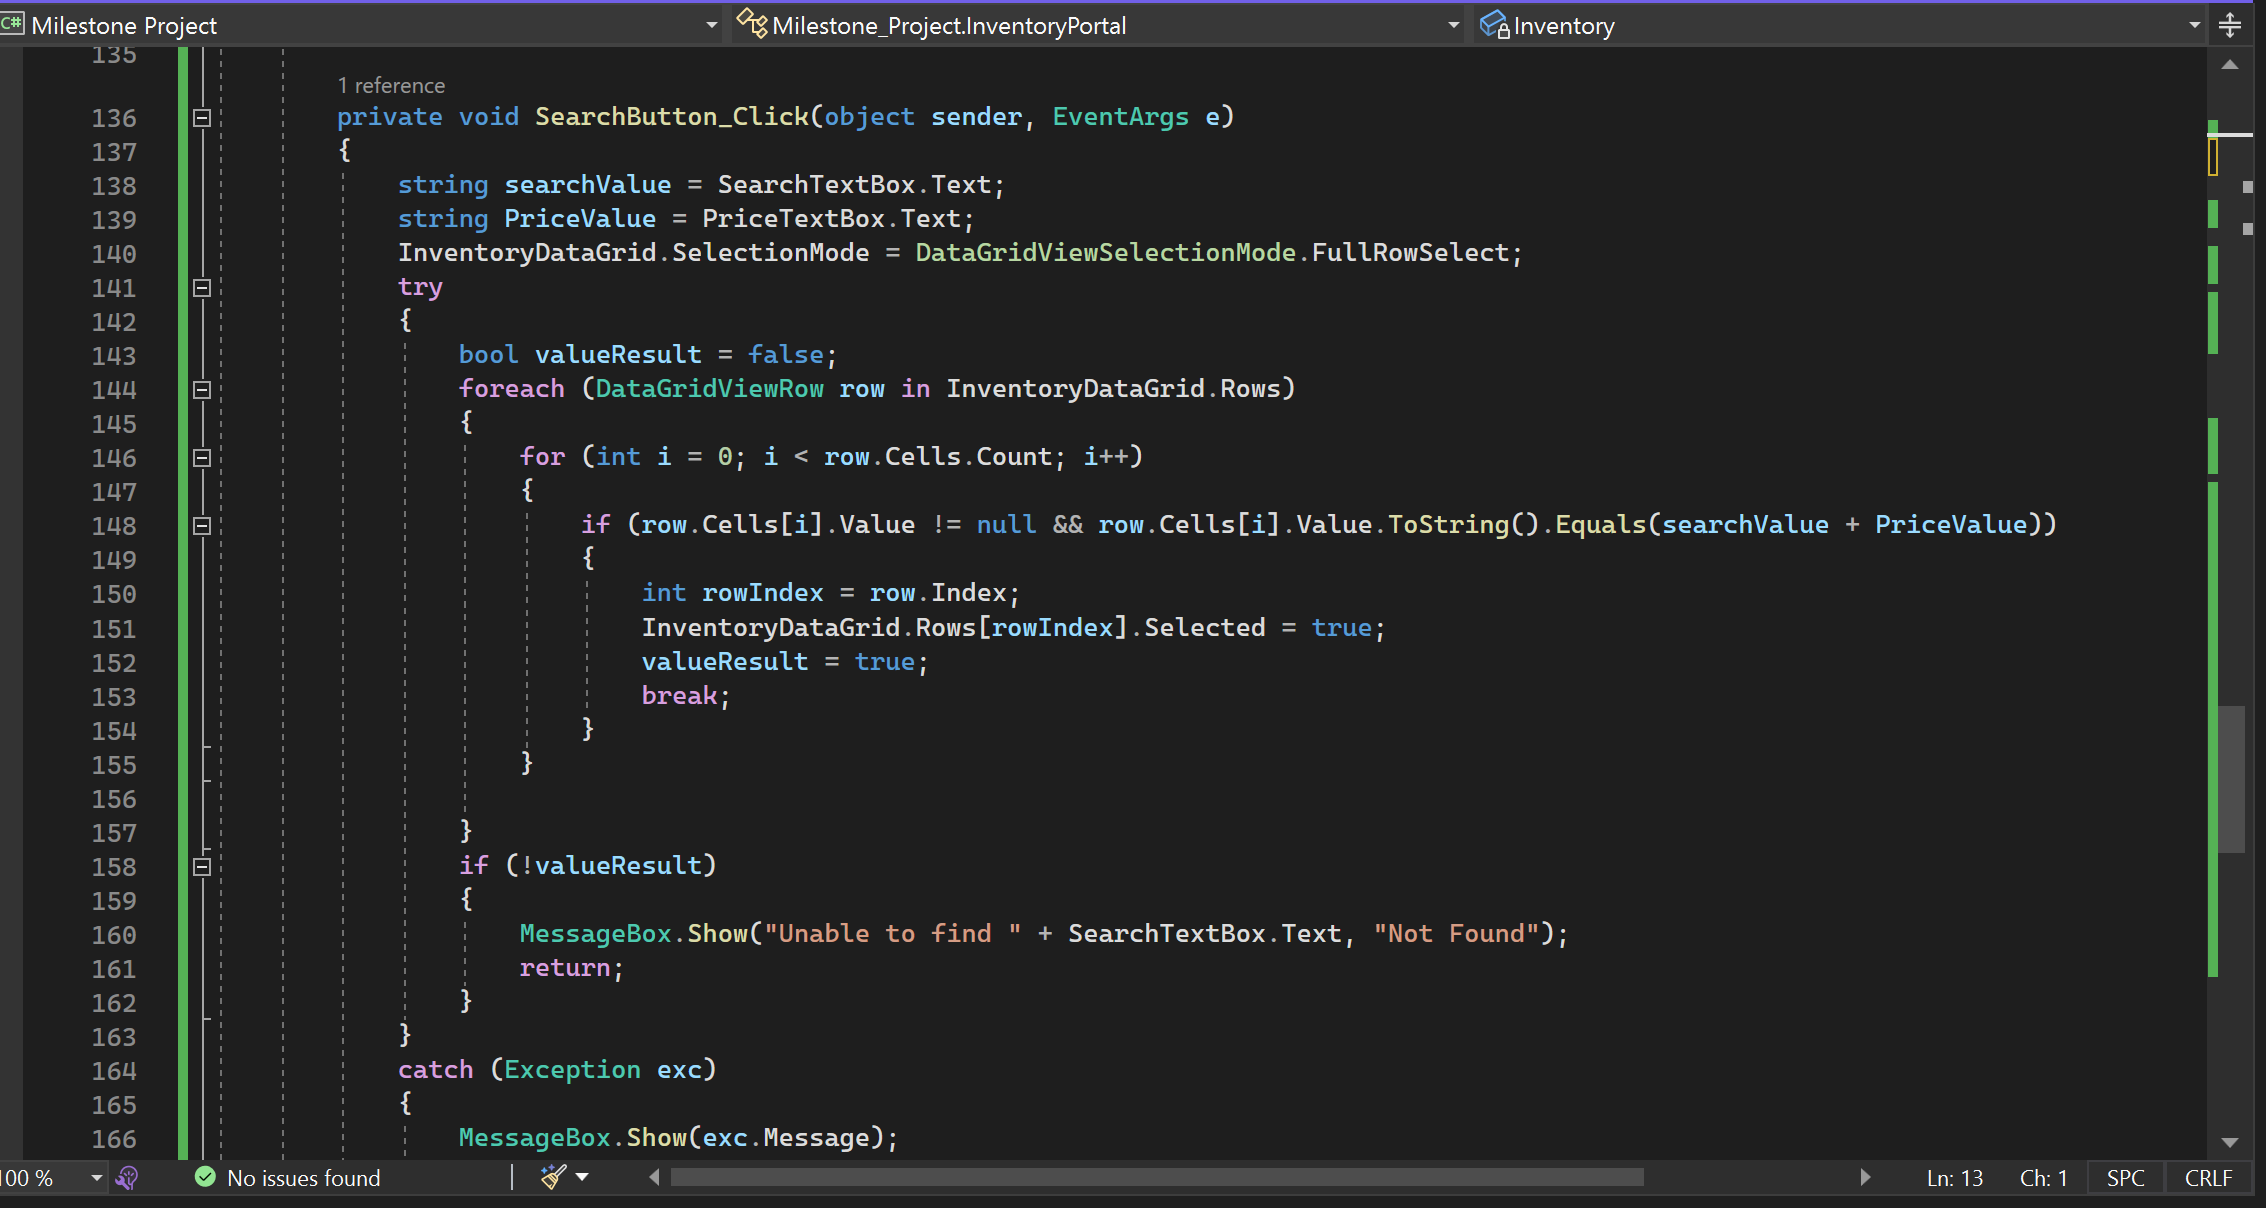 C# Milestone Project Milestone_Project.InventoryPortal Inventory
135
1 reference
136 private void SearchButton_Click(object sender, EventArgs e)
137 {
138 string searchValue = SearchTextBox.Text;
139 string PriceValue = PriceTextBox.Text;
140 InventoryDataGrid.SelectionMode = DataGridViewSelectionMode.FullRowSelect;
141 try
142 {
143 bool valueResult = false;
144 foreach (DataGridViewRow row in InventoryDataGrid.Rows)
145 {
146 for (int i = 0; i < row.Cells.Count; i++)
147 {
148 if (row.Cells[i].Value != null && row.Cells[i].Value.ToString().Equals(searchValue + PriceValue))
149 {
150 int rowIndex = row.Index;
151 InventoryDataGrid.Rows[rowIndex].Selected = true;
152 valueResult = true;
153 break;
154 }
155 }
156
157 }
158 if (!valueResult)
159 {
160 MessageBox.Show("Unable to find " + SearchTextBox.Text, "Not Found");
161 return;
162 }
163 }
164 catch (Exception exc)
165 {
166 MessageBox.Show(exc.Message);
100 % No issues found Ln: 13 Ch: 1 SPC CRLF